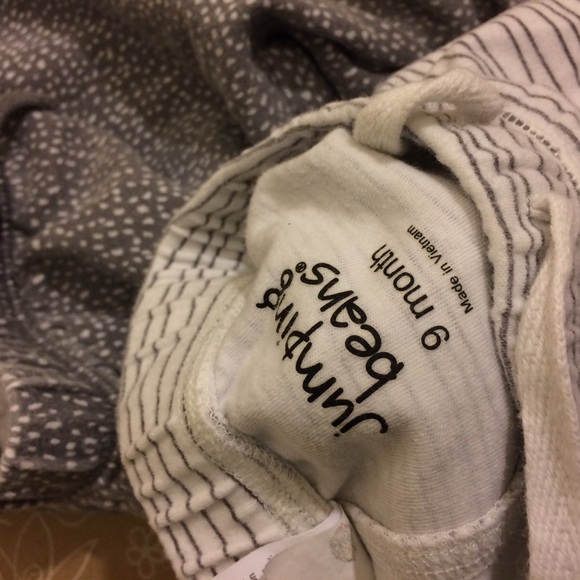 jumping
beans®
9 month
Made in Vietnam